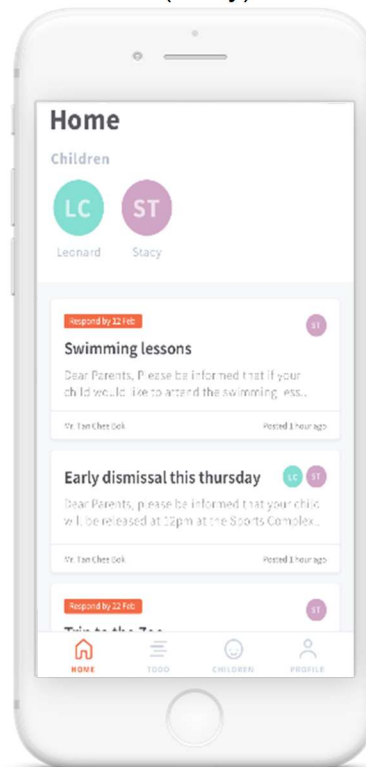 Home
Children
LC ST
Leonard Stacy
Respond by 12 Feb
ST
Swimming lessons
Dear Parents, Please be informed that if your
child would like to attend the swimming less..
Mr. Tan Chee Bok Posted 1 hour ago
Early dismissal this thursday LC ST
Dear Parents, please be informed that your child
will be released at 12pm at the Sports Complex..
Mr. Tan Chee Bok Posted 1 hour ago
Respond by 22 Feb
ST
Trip to the Zoo
HOME TODO CHILDREN PROFILE